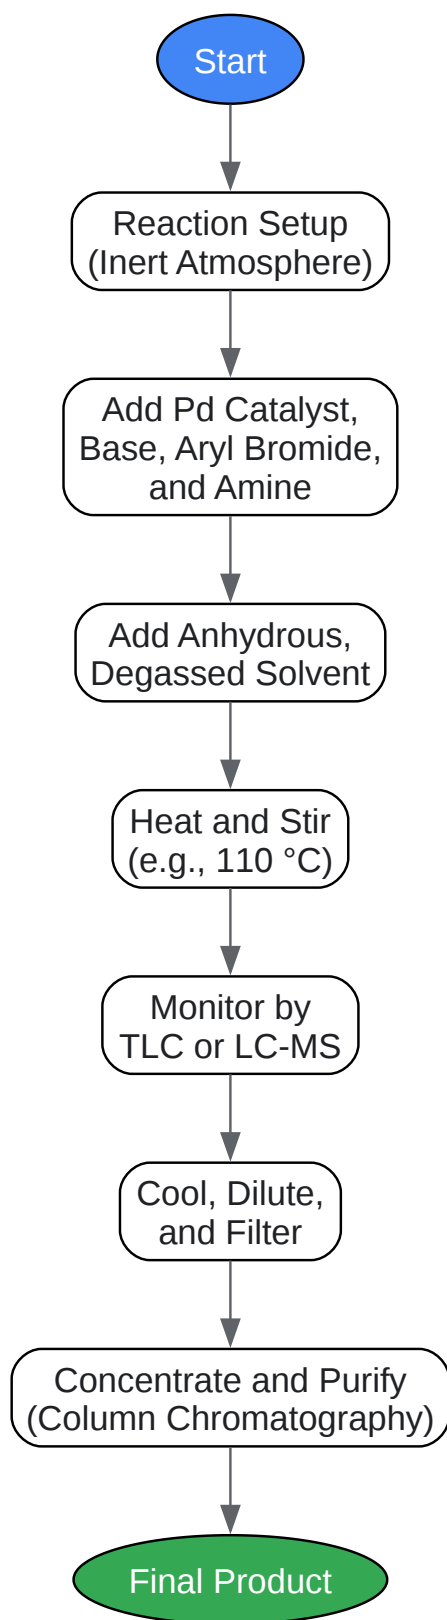 Start
Reaction Setup
(Inert Atmosphere)
Add Pd Catalyst,
Base, Aryl Bromide,
and Amine
Add Anhydrous,
Degassed Solvent
Heat and Stir
(e.g., 110 °C)
Monitor by
TLC or LC-MS
Cool, Dilute,
and Filter
Concentrate and Purify
(Column Chromatography)
Final Product